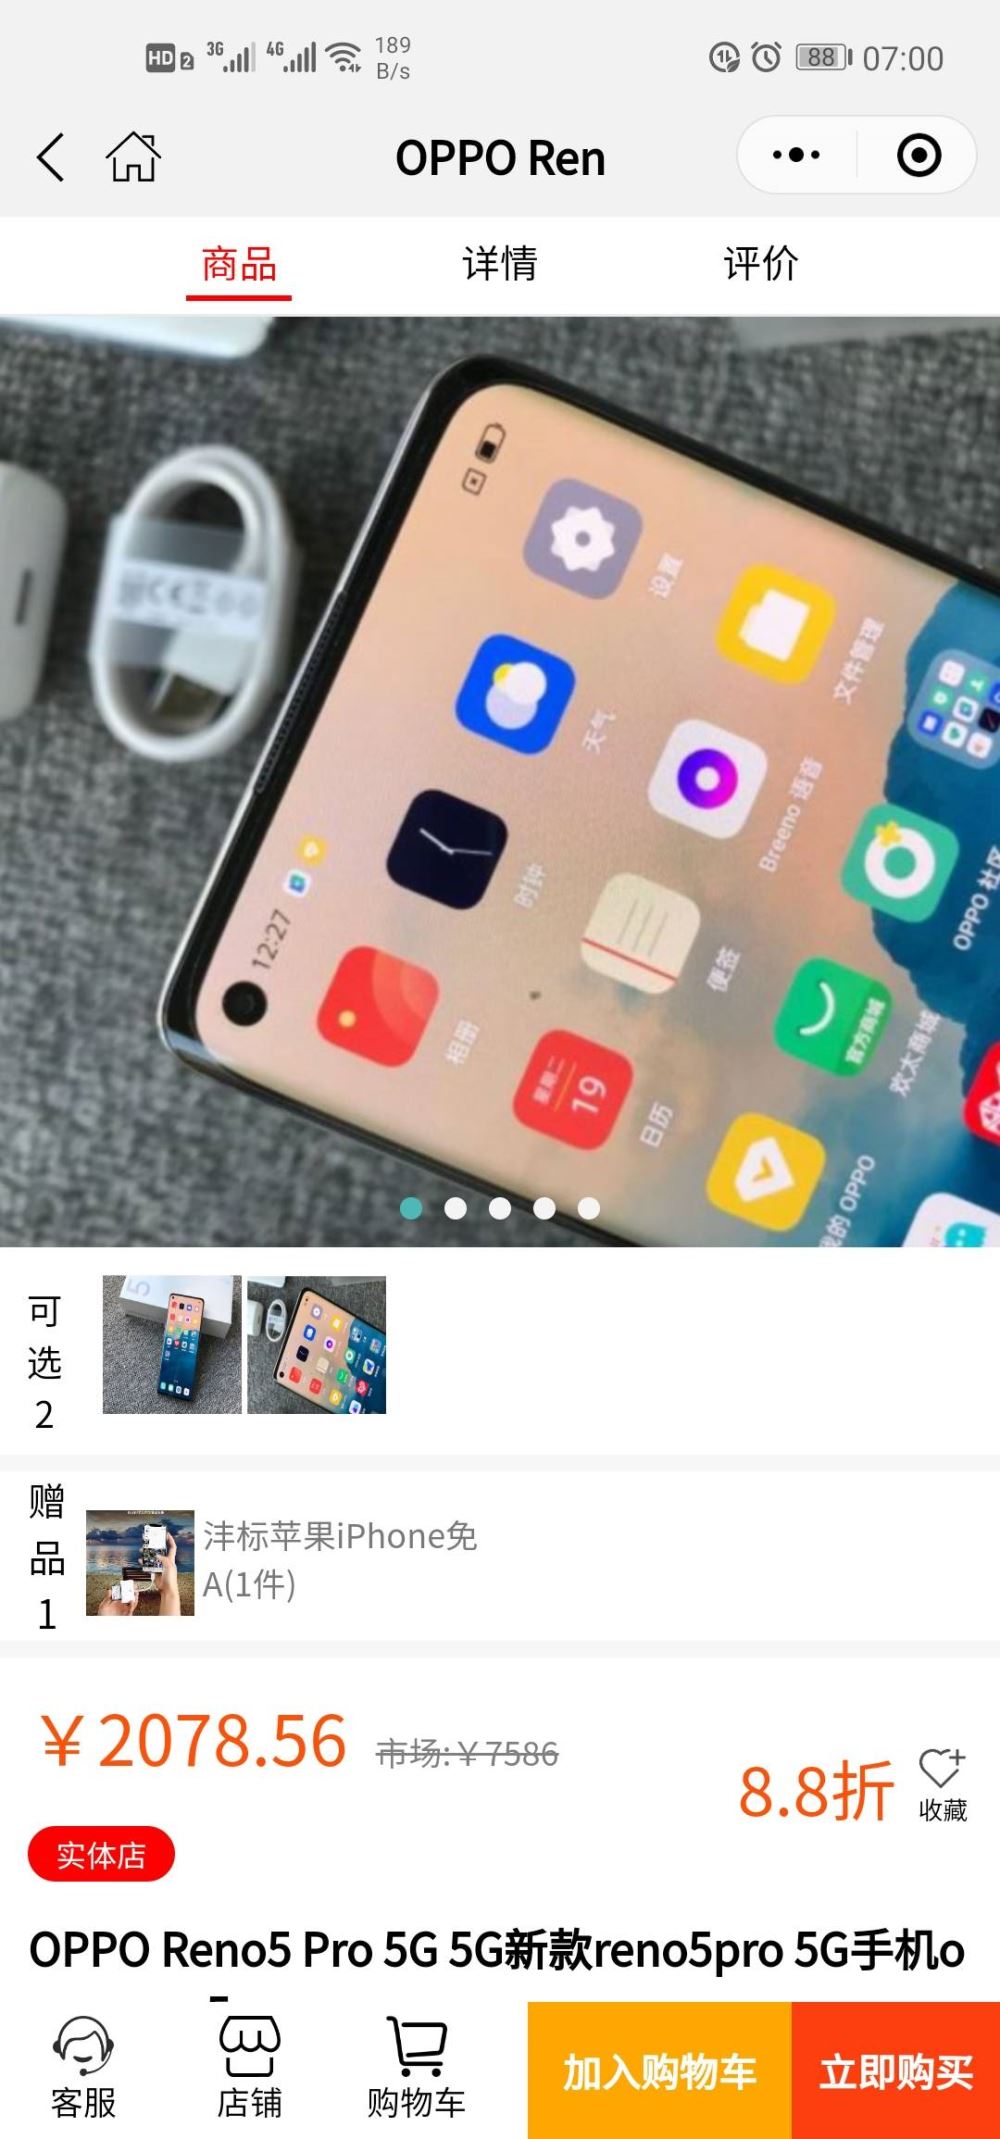 HD 2 3G 4G 189 B/s 88 07:00
OPPO Ren
商品 详情 评价
设置
文件管理
天气
Breeno 语音
时钟
OPPO 社区
12:27
便签
相册
官方商城
欢太商城
星期二
19
日历
我的 OPPO
可选2
5
赠品1
沣标苹果iPhone免
A(1件)
¥2078.56 市场:¥7586
8.8折
收藏
实体店
OPPO Reno5 Pro 5G 5G新款reno5pro 5G手机o
客服 店铺 购物车 加入购物车 立即购买